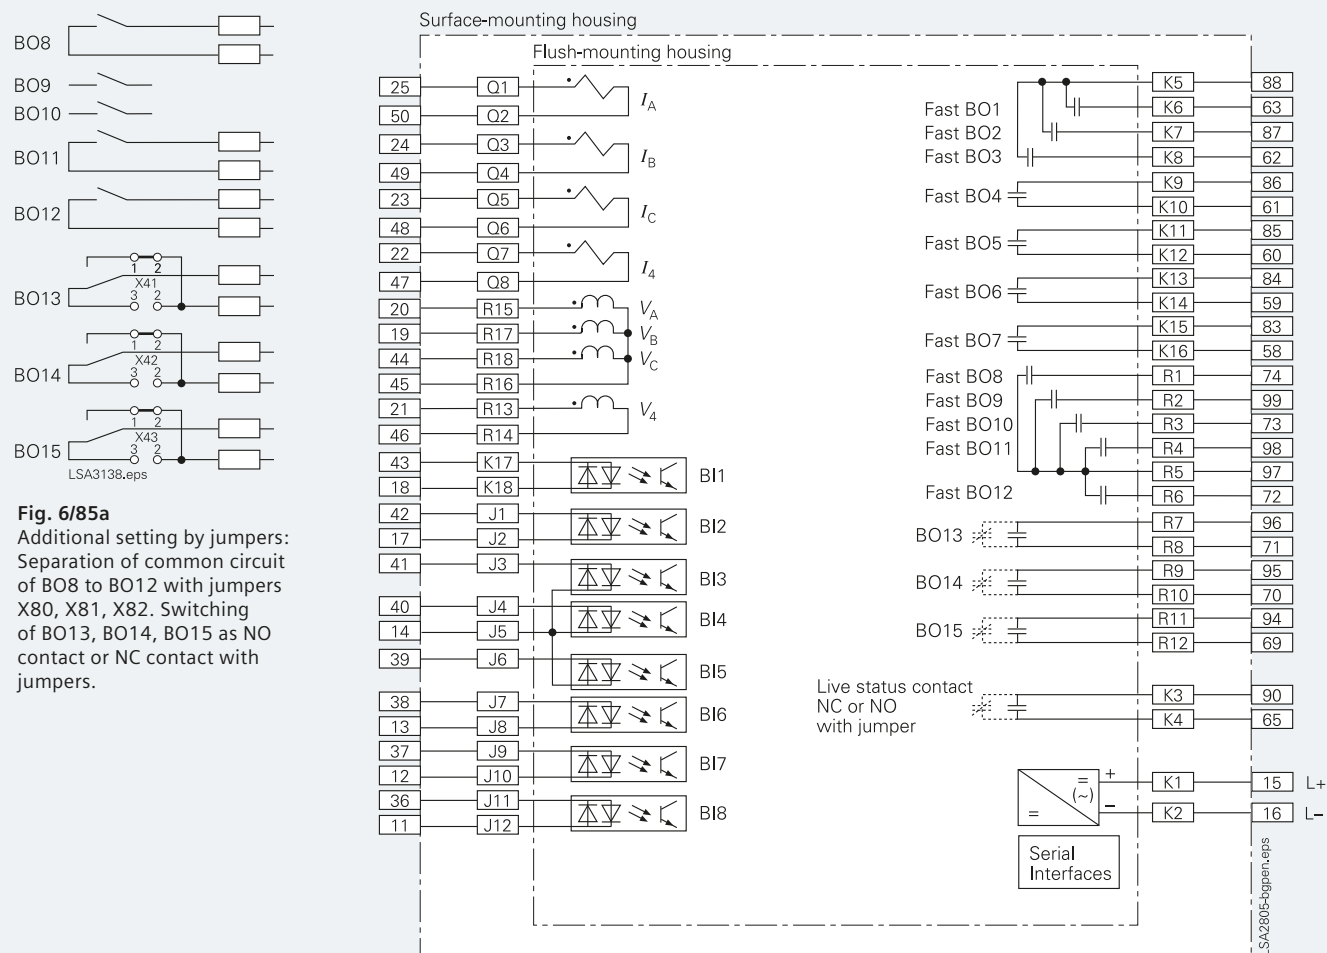 Surface-mounting housing
Flush-mounting housing
BO8
BO9
BO10
BO11
BO12
BO13
1 2
X41
3 2
BO14
1 2
X42
3 2
BO15
1 2
X43
3 2
LSA3138.eps
Fig. 6/85a
Additional setting by jumpers:
Separation of common circuit
of BO8 to BO12 with jumpers
X80, X81, X82. Switching
of BO13, BO14, BO15 as NO
contact or NC contact with
jumpers.
25 Q1
IA
50 Q2
24 Q3
IB
49 Q4
23 Q5
IC
48 Q6
22 Q7
I4
47 Q8
20 R15 VA
19 R17 VB
44 R18 VC
45 R16
21 R13 V4
46 R14
43 K17
BI1
18 K18
42 J1
BI2
17 J2
41 J3
BI3
40 J4
BI4
14 J5
39 J6
BI5
38 J7
BI6
13 J8
37 J9
BI7
12 J10
36 J11
BI8
11 J12
K5 88
Fast BO1 K6 63
Fast BO2 K7 87
Fast BO3 K8 62
K9 86
Fast BO4
K10 61
K11 85
Fast BO5
K12 60
K13 84
Fast BO6
K14 59
K15 83
Fast BO7
K16 58
Fast BO8 R1 74
Fast BO9 R2 99
Fast BO10 R3 73
Fast BO11 R4 98
R5 97
Fast BO12 R6 72
R7 96
BO13
R8 71
R9 95
BO14
R10 70
R11 94
BO15
R12 69
Live status contact
NC or NO
with jumper
K3 90
K4 65
= (~) + K1 15 L+
= − K2 16 L−
Serial
Interfaces
LSA2805-bgpen.eps